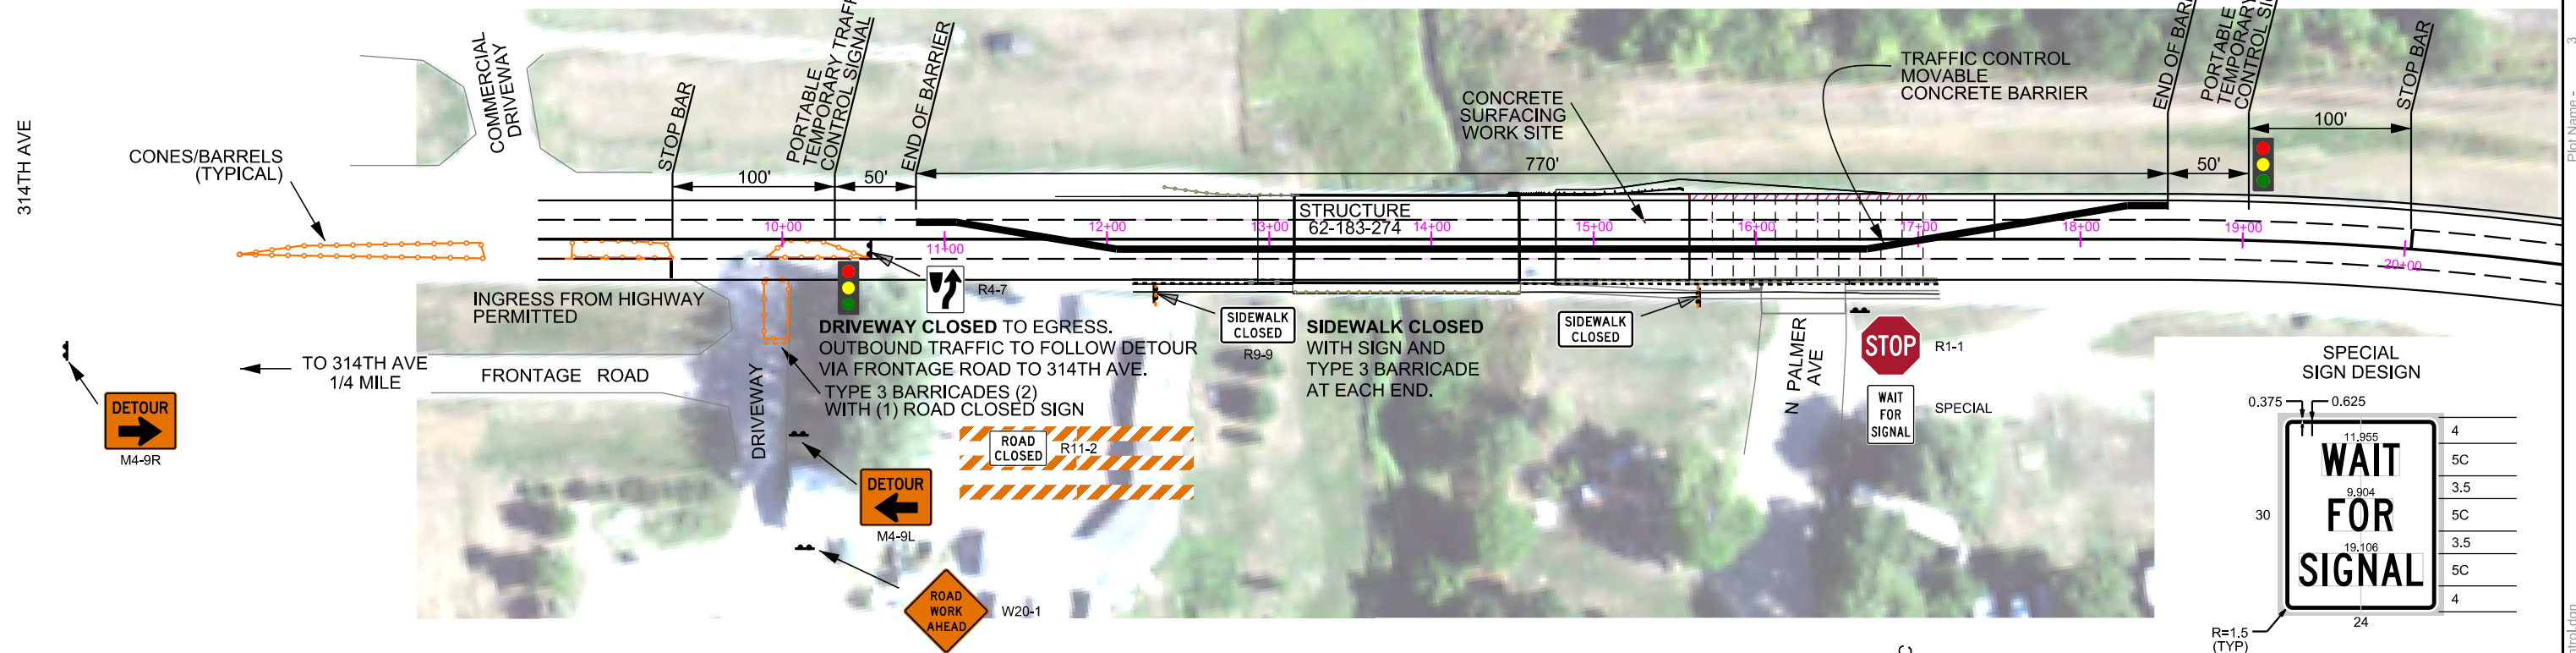 314TH AVE
CONES/BARRELS
(TYPICAL)
COMMERCIAL
DRIVEWAY
STOP BAR
100'
PORTABLE
TEMPORARY
CONTROL SIGNAL
50'
END OF BARRIER
770'
CONCRETE
SURFACING
WORK SITE
TRAFFIC CONTROL
MOVABLE
CONCRETE BARRIER
END OF
50'
PORTABLE
TEMPORARY
CONTROL
100'
STOP BAR
STRUCTURE
62-183-274
10+00
11+00
12+00
13+00
14+00
15+00
16+00
17+00
18+00
19+00
20+00
INGRESS FROM HIGHWAY
PERMITTED
TO 314TH AVE
1/4 MILE
FRONTAGE ROAD
DETOUR
M4-9R
DRIVEWAY
R4-7
DRIVEWAY CLOSED TO EGRESS.
OUTBOUND TRAFFIC TO FOLLOW DETOUR
VIA FRONTAGE ROAD TO 314TH AVE.
TYPE 3 BARRICADES (2)
WITH (1) ROAD CLOSED SIGN
ROAD
CLOSED
R11-2
DETOUR
M4-9L
ROAD
WORK
AHEAD
W20-1
SIDEWALK
CLOSED
R9-9
SIDEWALK CLOSED
WITH SIGN AND
TYPE 3 BARRICADE
AT EACH END.
SIDEWALK
CLOSED
N PALMER
AVE
STOP
R1-1
WAIT
FOR
SIGNAL
SPECIAL
SPECIAL
SIGN DESIGN
0.375
0.625
11.955
WAIT
9.904
FOR
19.106
SIGNAL
4
5C
3.5
5C
3.5
5C
4
30
24
R=1.5
(TYP)
Plot Name - 3